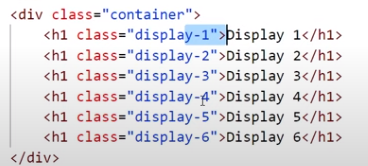 <div class="container">
<h1 class="display-1">Display 1</h1>
<h1 class="display-2">Display 2</h1>
<h1 class="display-3">Display 3</h1>
<h1 class="display-4">Display 4</h1>
<h1 class="display-5">Display 5</h1>
<h1 class="display-6">Display 6</h1>
</div>